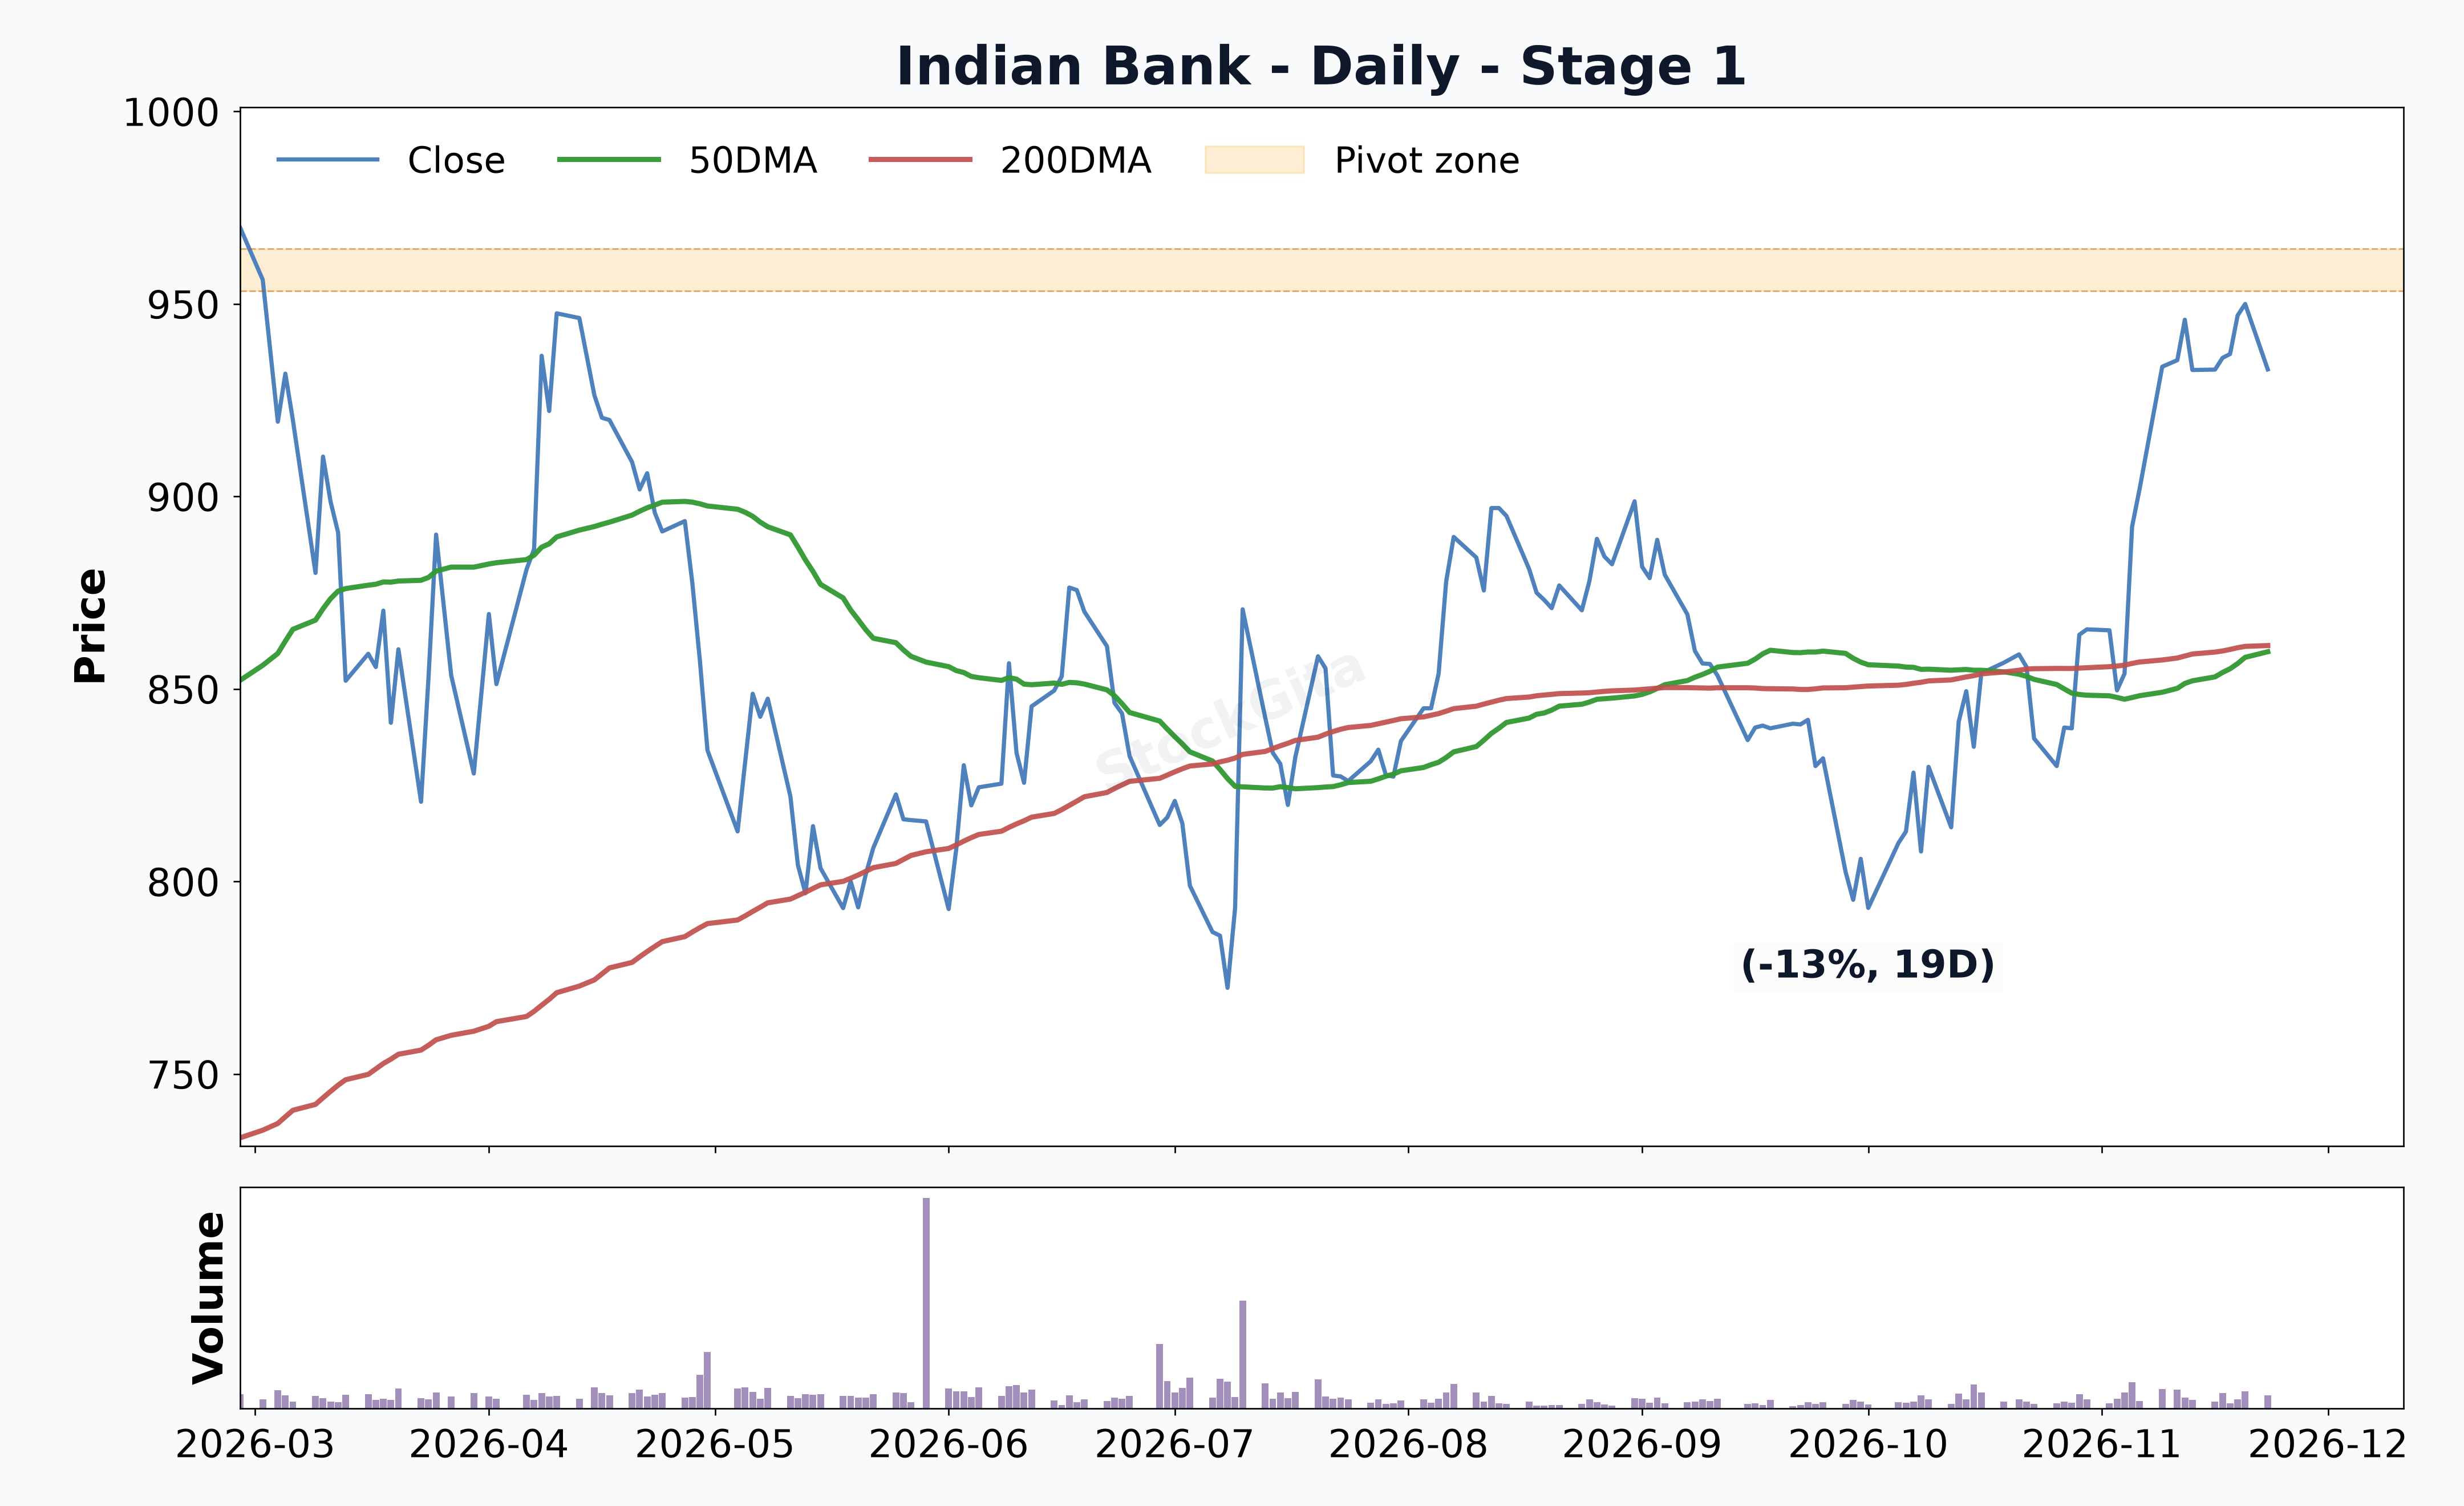 Indian Bank - Daily - Stage 1
Close 50DMA 200DMA Pivot zone
Price
1000
950
900
850
800
750
StockGita
(-13%, 19D)
Volume
2026-03 2026-04 2026-05 2026-06 2026-07 2026-08 2026-09 2026-10 2026-11 2026-12